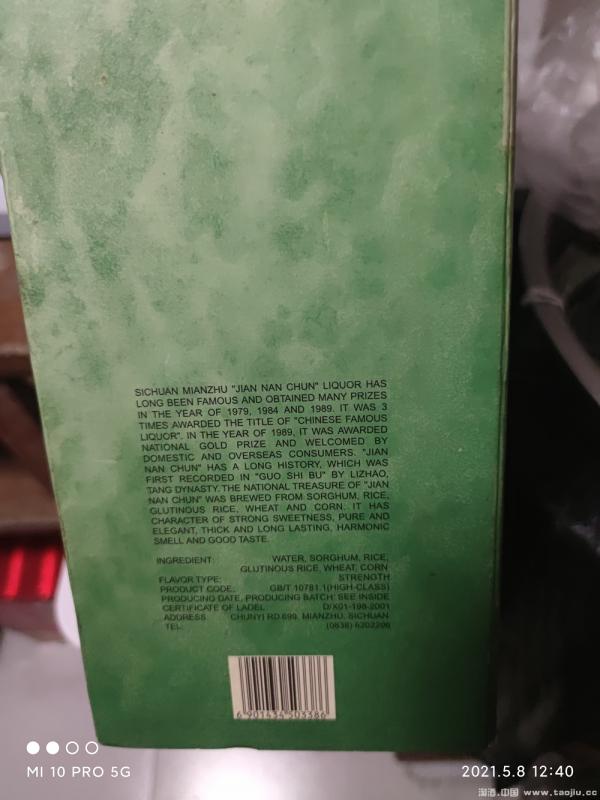 SICHUAN MIANZHU "JIAN NAN CHUN" LIQUOR HAS
LONG BEEN FAMOUS AND OBTAINED MANY PRIZES
IN THE YEAR OF 1979, 1984 AND 1989. IT WAS 3
TIMES AWARDED THE TITLE OF "CHINESE FAMOUS
LIQUOR". IN THE YEAR OF 1989, IT WAS AWARDED
NATIONAL GOLD PRIZE AND WELCOMED BY
DOMESTIC AND OVERSEAS CONSUMERS. "JIAN
NAN CHUN" HAS A LONG HISTORY, WHICH WAS
FIRST RECORDED IN "GUO SHI BU" BY LIZHAO,
TANG DYNASTY.THE NATIONAL TREASURE OF "JIAN
NAN CHUN" WAS BREWED FROM SORGHUM, RICE,
GLUTINOUS RICE, WHEAT AND CORN. IT HAS
CHARACTER OF STRONG SWEETNESS, PURE AND
ELEGANT, THICK AND LONG LASTING, HARMONIC
SMELL AND GOOD TASTE.
INGREDIENT: WATER, SORGHUM, RICE,
GLUTINOUS RICE, WHEAT, CORN
FLAVOR TYPE: STRENGTH
PRODUCT CODE: GB/T 10781.1(HIGH-CLASS)
PRODUCING DATE, PRODUCING BATCH: SEE INSIDE
CERTIFICATE OF LADEL D/X01-198-2001
ADDRESS CHUNYI RD.699, MIANZHU, SICHUAN
TEL: (0838) 6202206
6 901434 503386
MI 10 PRO 5G
2021.5.8 12:40
淘酒.中国 www.taojiu.cc